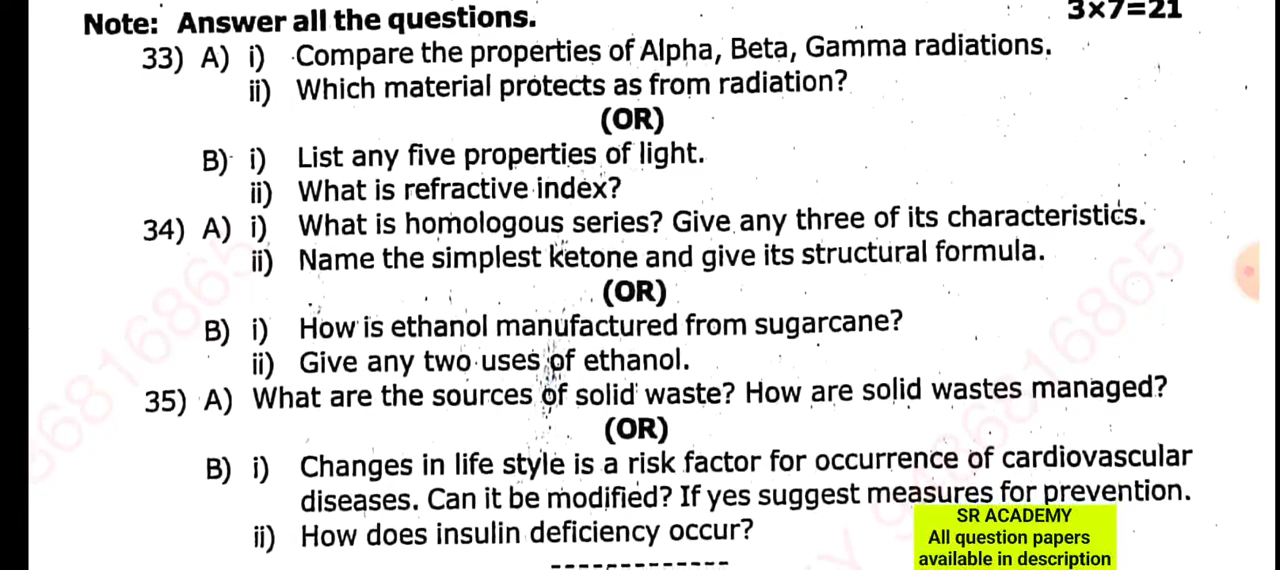 Note: Answer all the questions. 3×7=21
33) A) i) Compare the properties of Alpha, Beta, Gamma radiations.
ii) Which material protects as from radiation?
(OR)
B) i) List any five properties of light.
ii) What is refractive index?
34) A) i) What is homologous series? Give any three of its characteristics.
ii) Name the simplest ketone and give its structural formula.
(OR)
B) i) How is ethanol manufactured from sugarcane?
ii) Give any two uses of ethanol.
35) A) What are the sources of solid waste? How are solid wastes managed?
(OR)
B) i) Changes in life style is a risk factor for occurrence of cardiovascular
diseases. Can it be modified? If yes suggest measures for prevention.
ii) How does insulin deficiency occur?
-------------
SR ACADEMY
All question papers
available in description